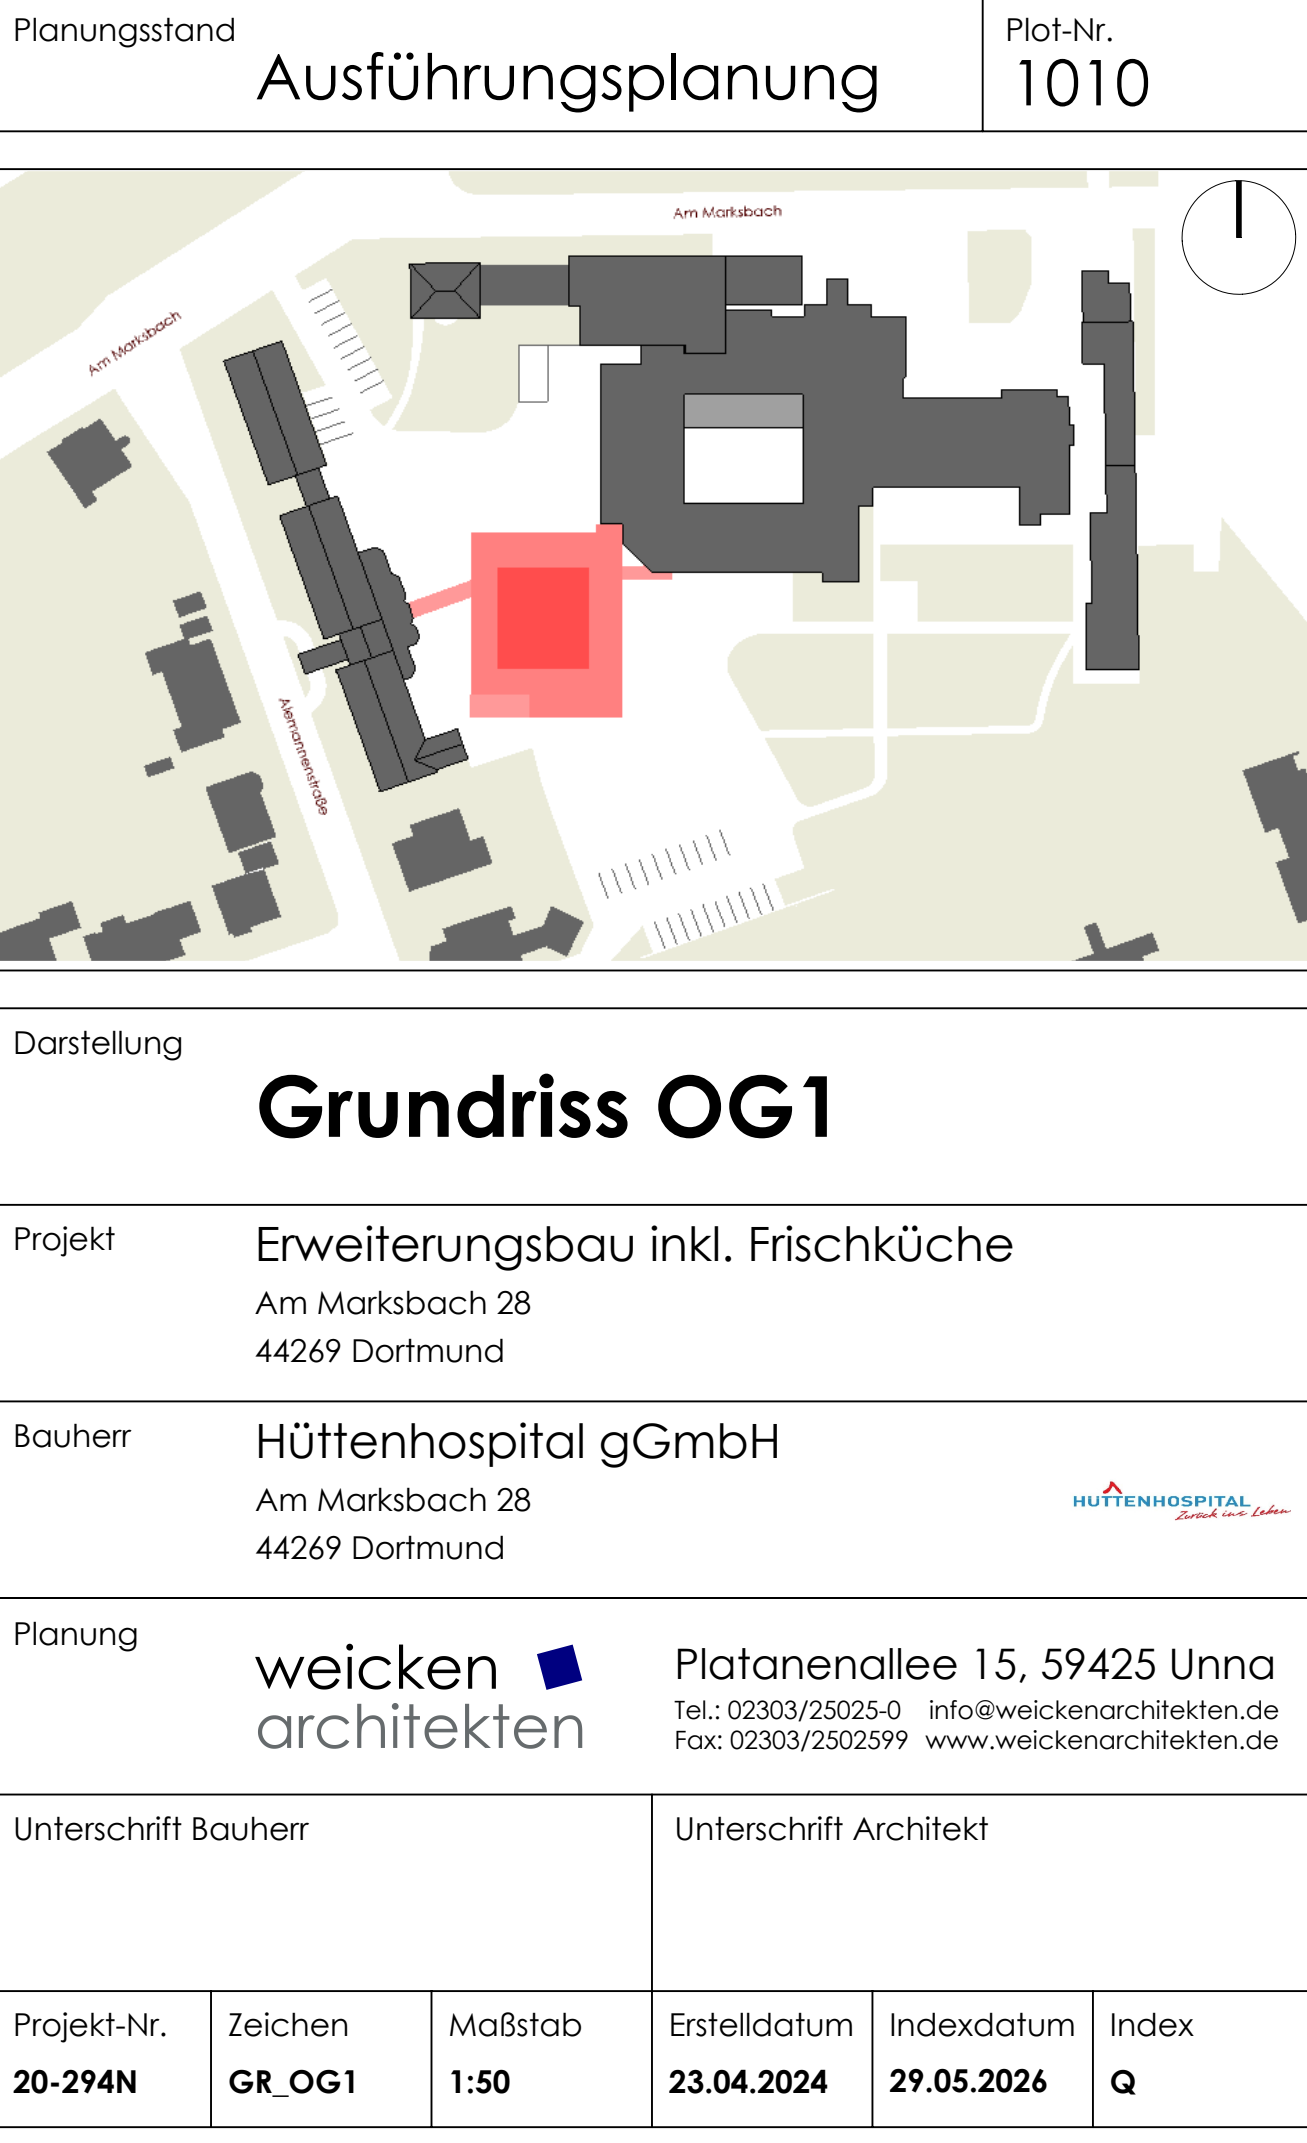 Planungsstand
Ausführungsplanung
Plot-Nr.
1010
Am Marksbach
Am Marksbach
Alemannenstraße
Darstellung
Grundriss OG1
Projekt
Erweiterungsbau inkl. Frischküche
Am Marksbach 28
44269 Dortmund
Bauherr
Hüttenhospital gGmbH
Am Marksbach 28
44269 Dortmund
HÜTTENHOSPITAL
Zurück ins Leben
Planung
weicken
architekten
Platanenallee 15, 59425 Unna
Tel.: 02303/25025-0 info@weickenarchitekten.de
Fax: 02303/2502599 www.weickenarchitekten.de
Unterschrift Bauherr
Unterschrift Architekt
Projekt-Nr.
20-294N
Zeichen
GR_OG1
Maßstab
1:50
Erstelldatum
23.04.2024
Indexdatum
29.05.2026
Index
Q